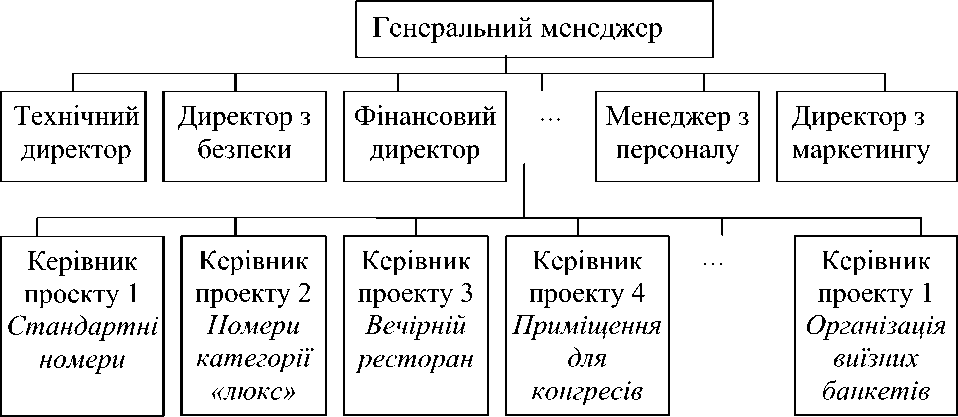 Генеральний менеджер
Технічний
директор
Директор з
безпеки
Фінансовий
директор
...
Менеджер з
персоналу
Директор з
маркетингу
Керівник
проекту 1
Стандартні
номери
Керівник
проекту 2
Номери
категорії
«люкс»
Керівник
проекту 3
Вечірній
ресторан
Керівник
проекту 4
Приміщення
для
конгресів
...
Керівник
проекту 1
Організація
виїзних
банкетів